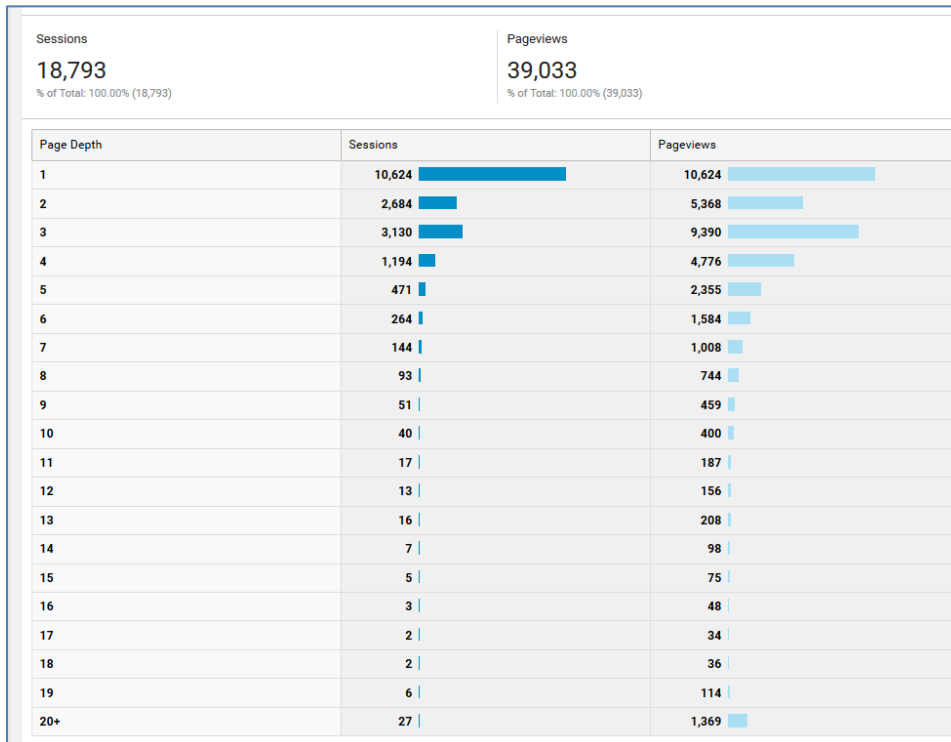 Sessions Pageviews
18,793 39,033
% of Total: 100.00% (18,793) % of Total: 100.00% (39,033)
Page Depth Sessions Pageviews
1 10,624 10,624
2 2,684 5,368
3 3,130 9,390
4 1,194 4,776
5 471 2,355
6 264 1,584
7 144 1,008
8 93 744
9 51 459
10 40 400
11 17 187
12 13 156
13 16 208
14 7 98
15 5 75
16 3 48
17 2 34
18 2 36
19 6 114
20+ 27 1,369